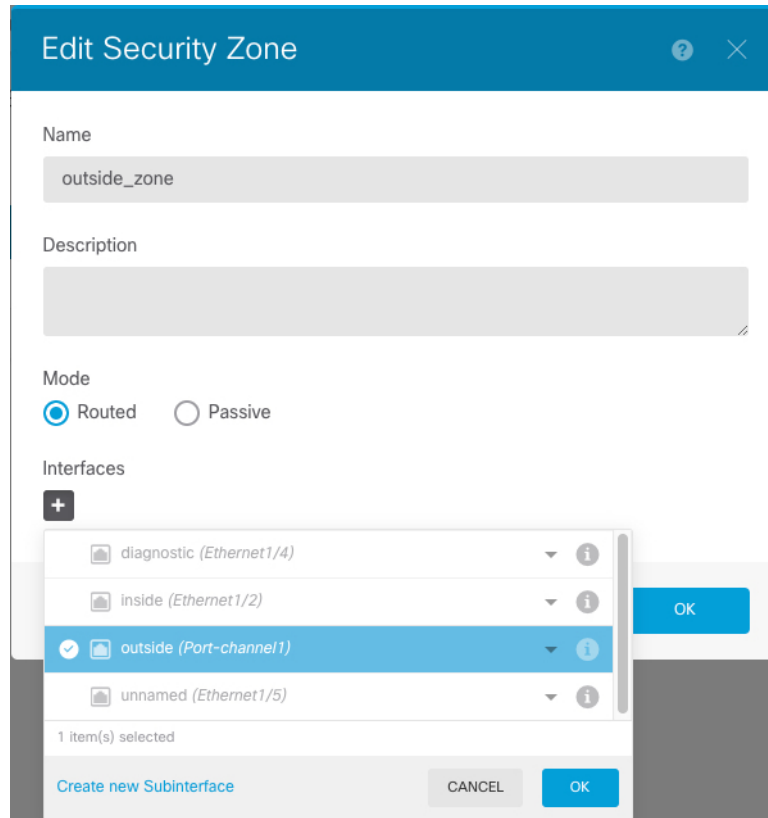 Edit Security Zone
Name
outside_zone
Description
Mode
Routed Passive
Interfaces
diagnostic (Ethernet1/4)
inside (Ethernet1/2)
OK
outside (Port-channel1)
unnamed (Ethernet1/5)
1 item(s) selected
Create new Subinterface CANCEL OK